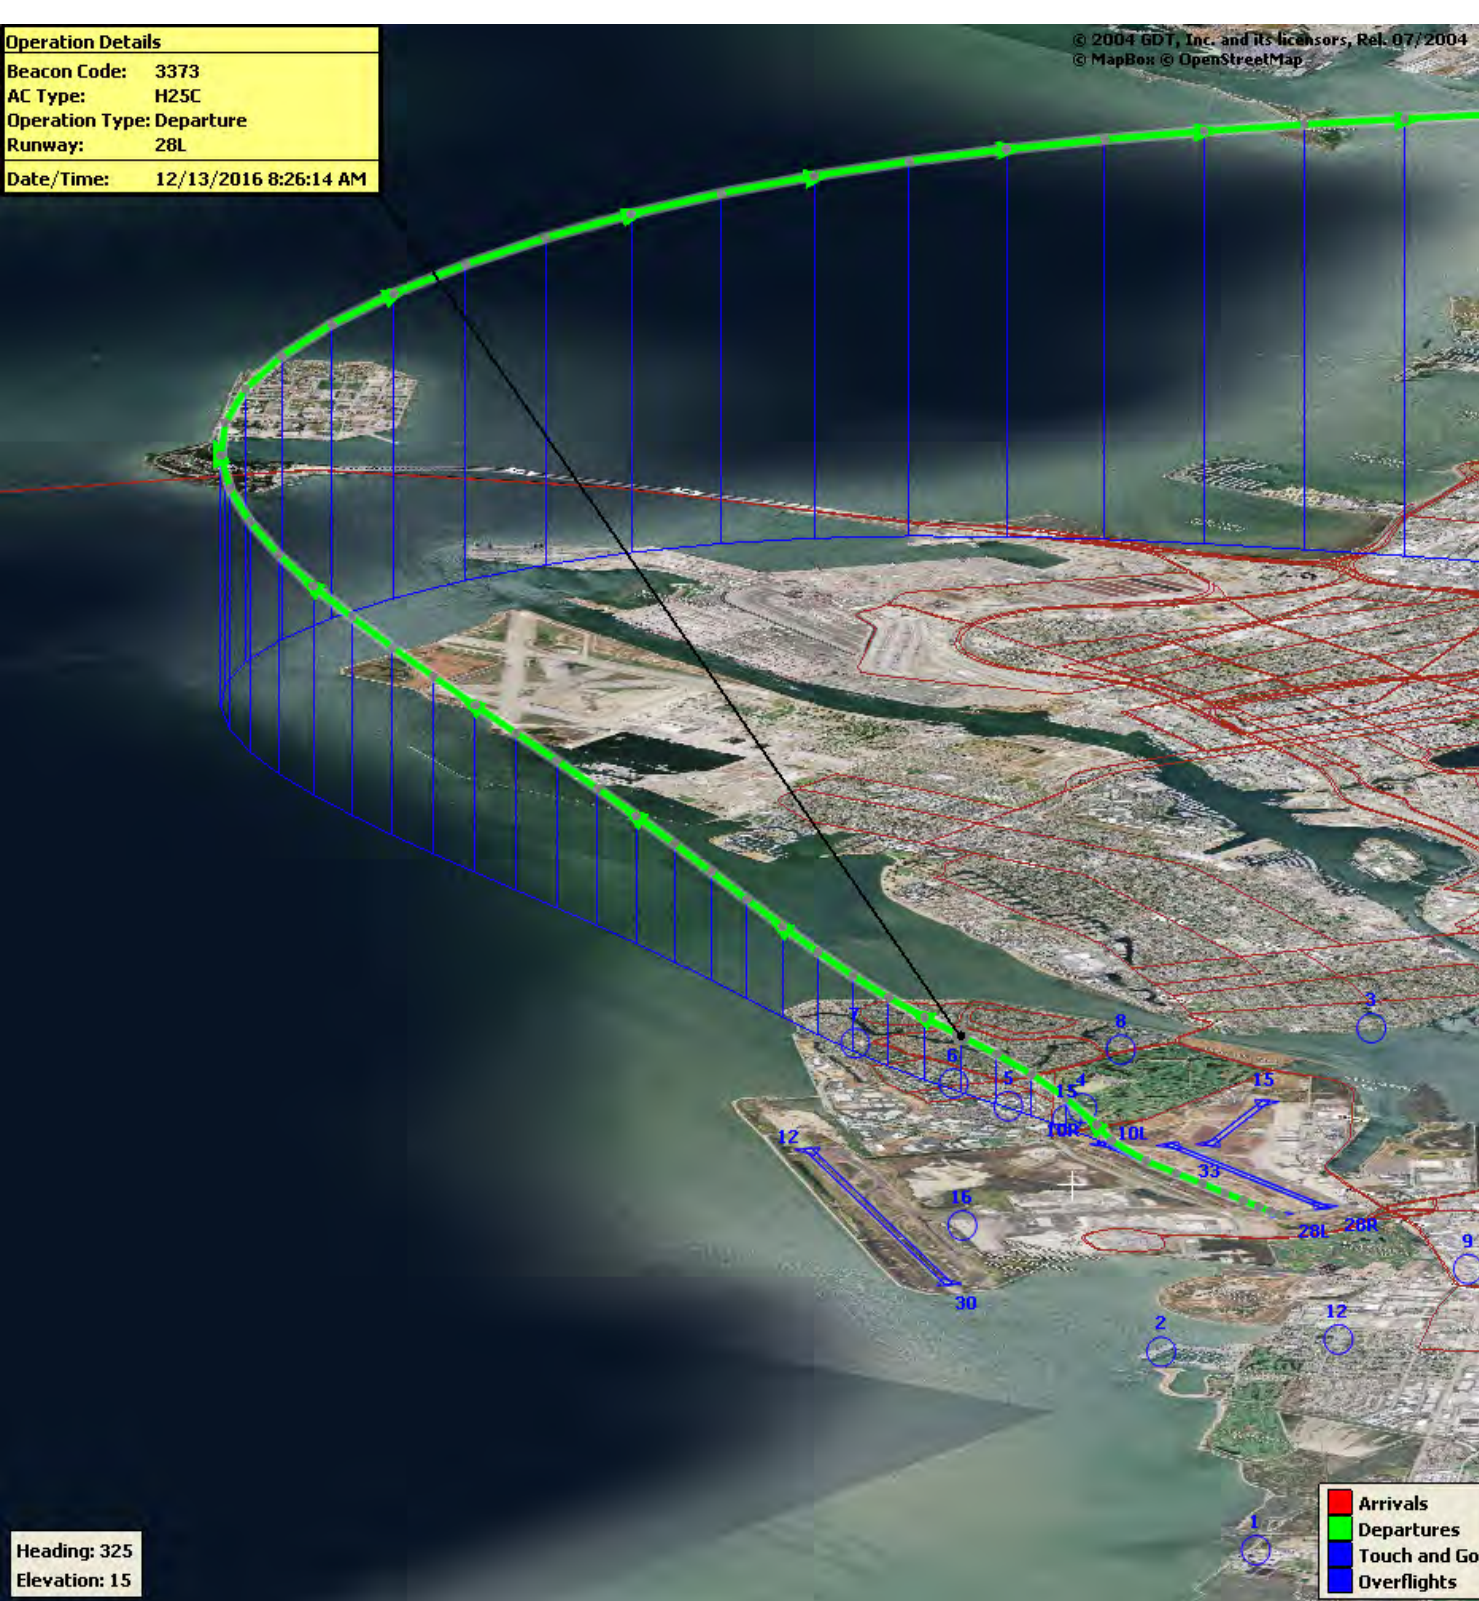 Operation Details
Beacon Code: 3373
AC Type: H25C
Operation Type: Departure
Runway: 28L
Date/Time: 12/13/2016 8:26:14 AM
© 2004 GDT, Inc. and its licensors, Rel. 07/2004
© MapBox © OpenStreetMap
3
7
8
6
5
4
15
15
10R
10L
12
33
16
28L
28R
9
30
2
12
1
Heading: 325
Elevation: 15
Arrivals
Departures
Touch and Go
Overflights